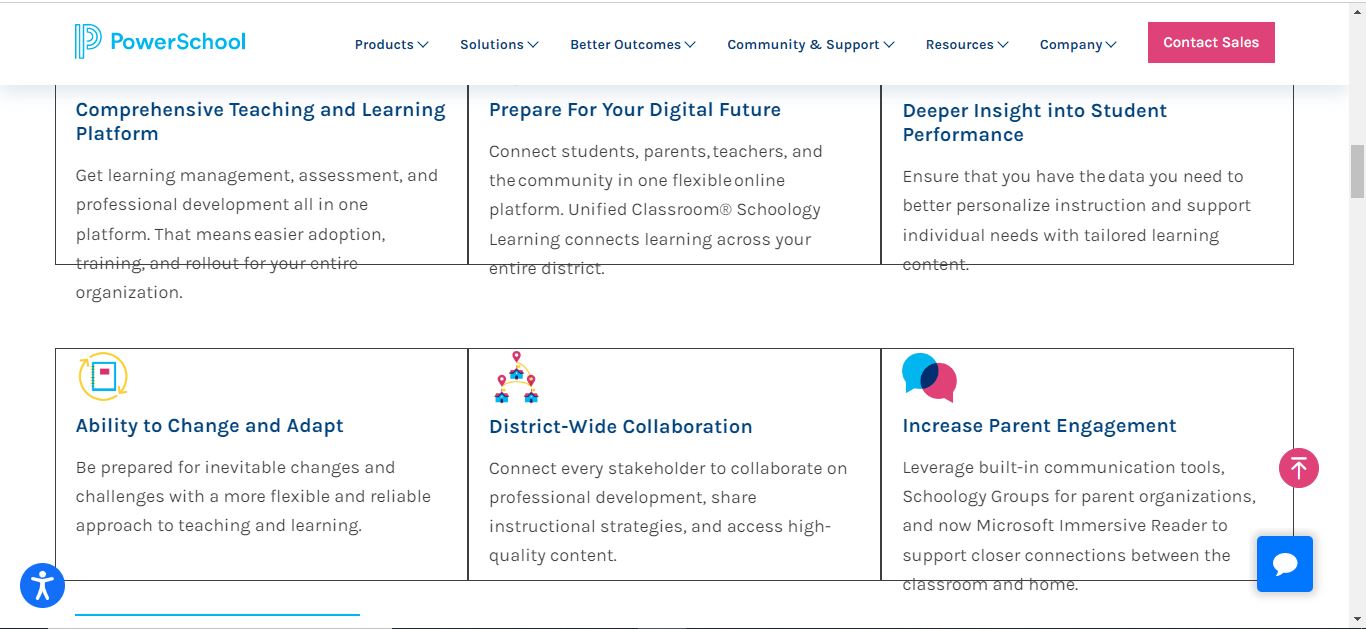 PowerSchool
Products
Solutions
Better Outcomes
Community & Support
Resources
Company
Contact Sales
Comprehensive Teaching and Learning
Platform
Get learning management, assessment, and
professional development all in one
platform. That means easier adoption,
training, and rollout for your entire
organization.
Prepare For Your Digital Future
Connect students, parents, teachers, and
the community in one flexible online
platform. Unified Classroom® Schoology
Learning connects learning across your
entire district.
Deeper Insight into Student
Performance
Ensure that you have the data you need to
better personalize instruction and support
individual needs with tailored learning
content.
Ability to Change and Adapt
Be prepared for inevitable changes and
challenges with a more flexible and reliable
approach to teaching and learning.
District-Wide Collaboration
Connect every stakeholder to collaborate on
professional development, share
instructional strategies, and access high-
quality content.
Increase Parent Engagement
Leverage built-in communication tools,
Schoology Groups for parent organizations,
and now Microsoft Immersive Reader to
support closer connections between the
classroom and home.